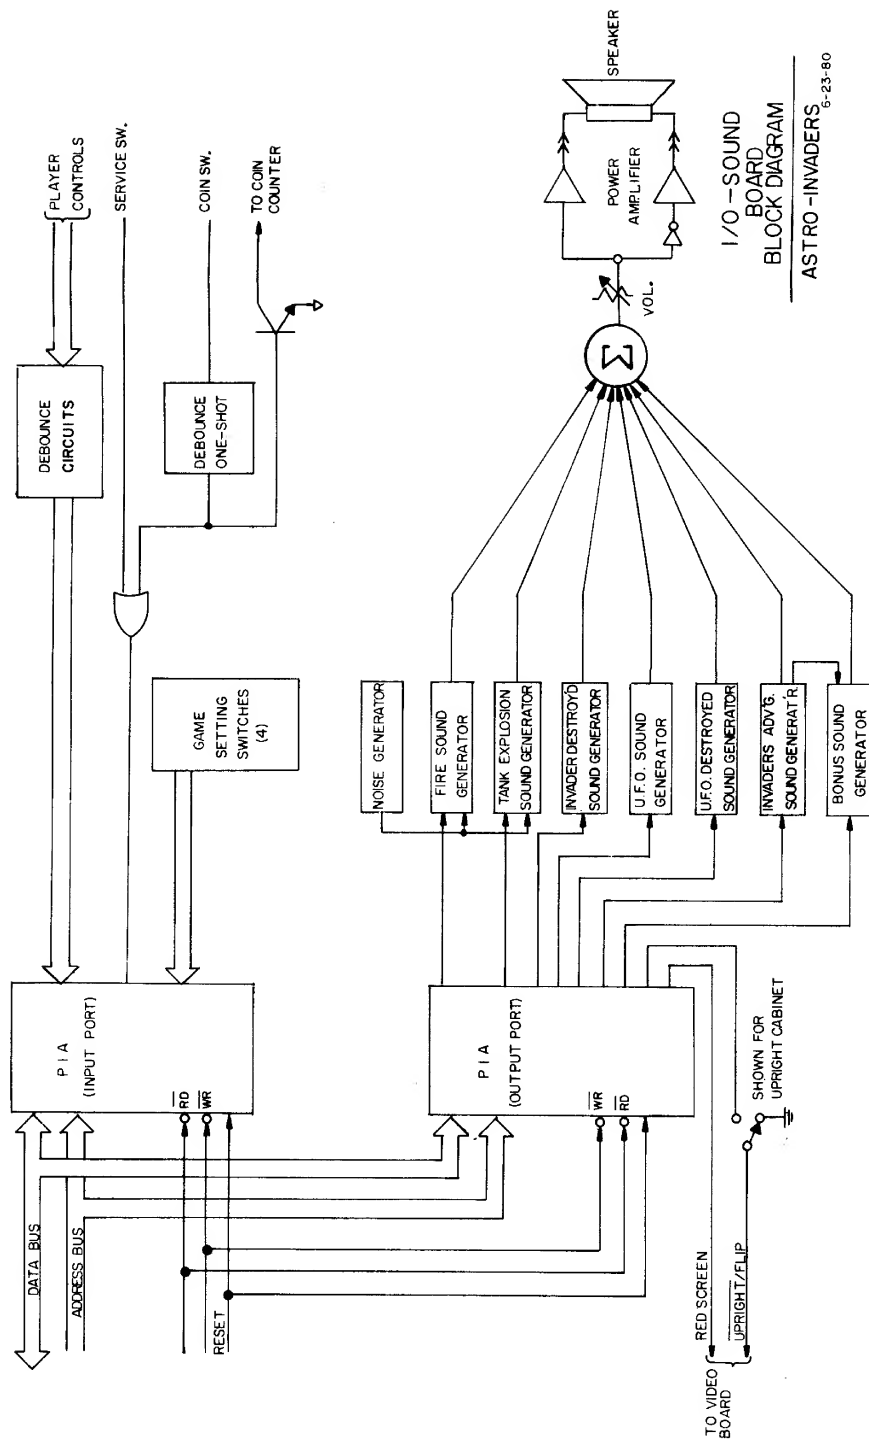 PLAYER
CONTROLS
SERVICE SW.
COIN SW.
TO COIN
COUNTER
DEBOUNCE
CIRCUITS
DEBOUNCE
ONE-SHOT
GAME
SETTING
SWITCHES
(4)
PIA
(INPUT PORT)
RD
WR
DATA BUS
ADDRESS BUS
RESET
SPEAKER
POWER
AMPLIFIER
VOL.
Σ
NOISE GENERATOR
FIRE SOUND
GENERATOR
TANK EXPLOSION
SOUND GENERATOR
INVADER DESTROY'D
SOUND GENERATOR
U.F.O. SOUND
GENERATOR
U.F.O. DESTROYED
SOUND GENERATOR
INVADERS ADV'G.
SOUND GENERAT'R.
BONUS SOUND
GENERATOR
PIA
(OUTPUT PORT)
WR
RD
SHOWN FOR
UPRIGHT CABINET
RED SCREEN
UPRIGHT/FLIP
TO VIDEO
BOARD
I/O-SOUND
BOARD
BLOCK DIAGRAM
ASTRO-INVADERS
6-23-80